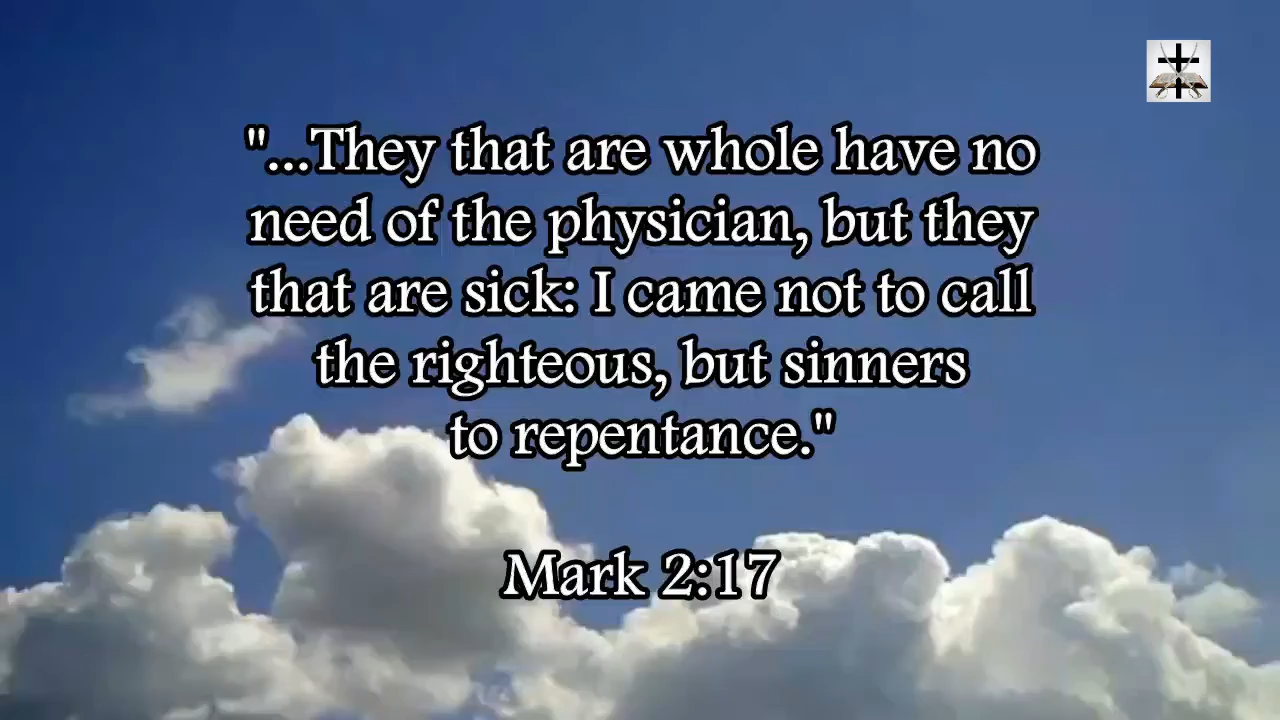 "...They that are whole have no
need of the physician, but they
that are sick: I came not to call
the righteous, but sinners
to repentance."
Mark 2:17